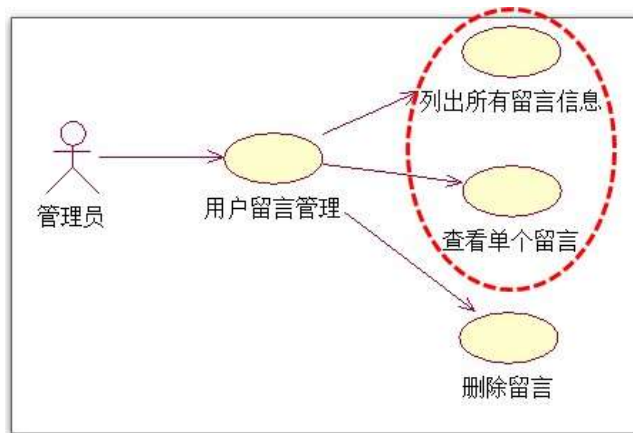 列出所有留言信息
管理员
用户留言管理
查看单个留言
删除留言